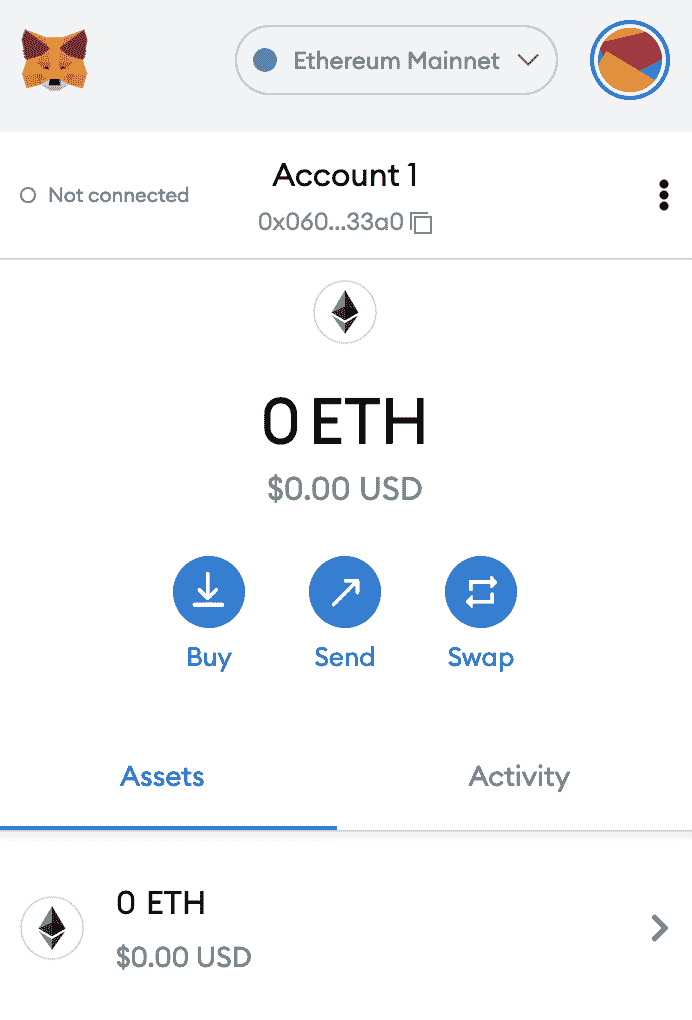 Ethereum Mainnet
Not connected
Account 1
0x060...33a0
0 ETH
$0.00 USD
Buy
Send
Swap
Assets
Activity
0 ETH
$0.00 USD